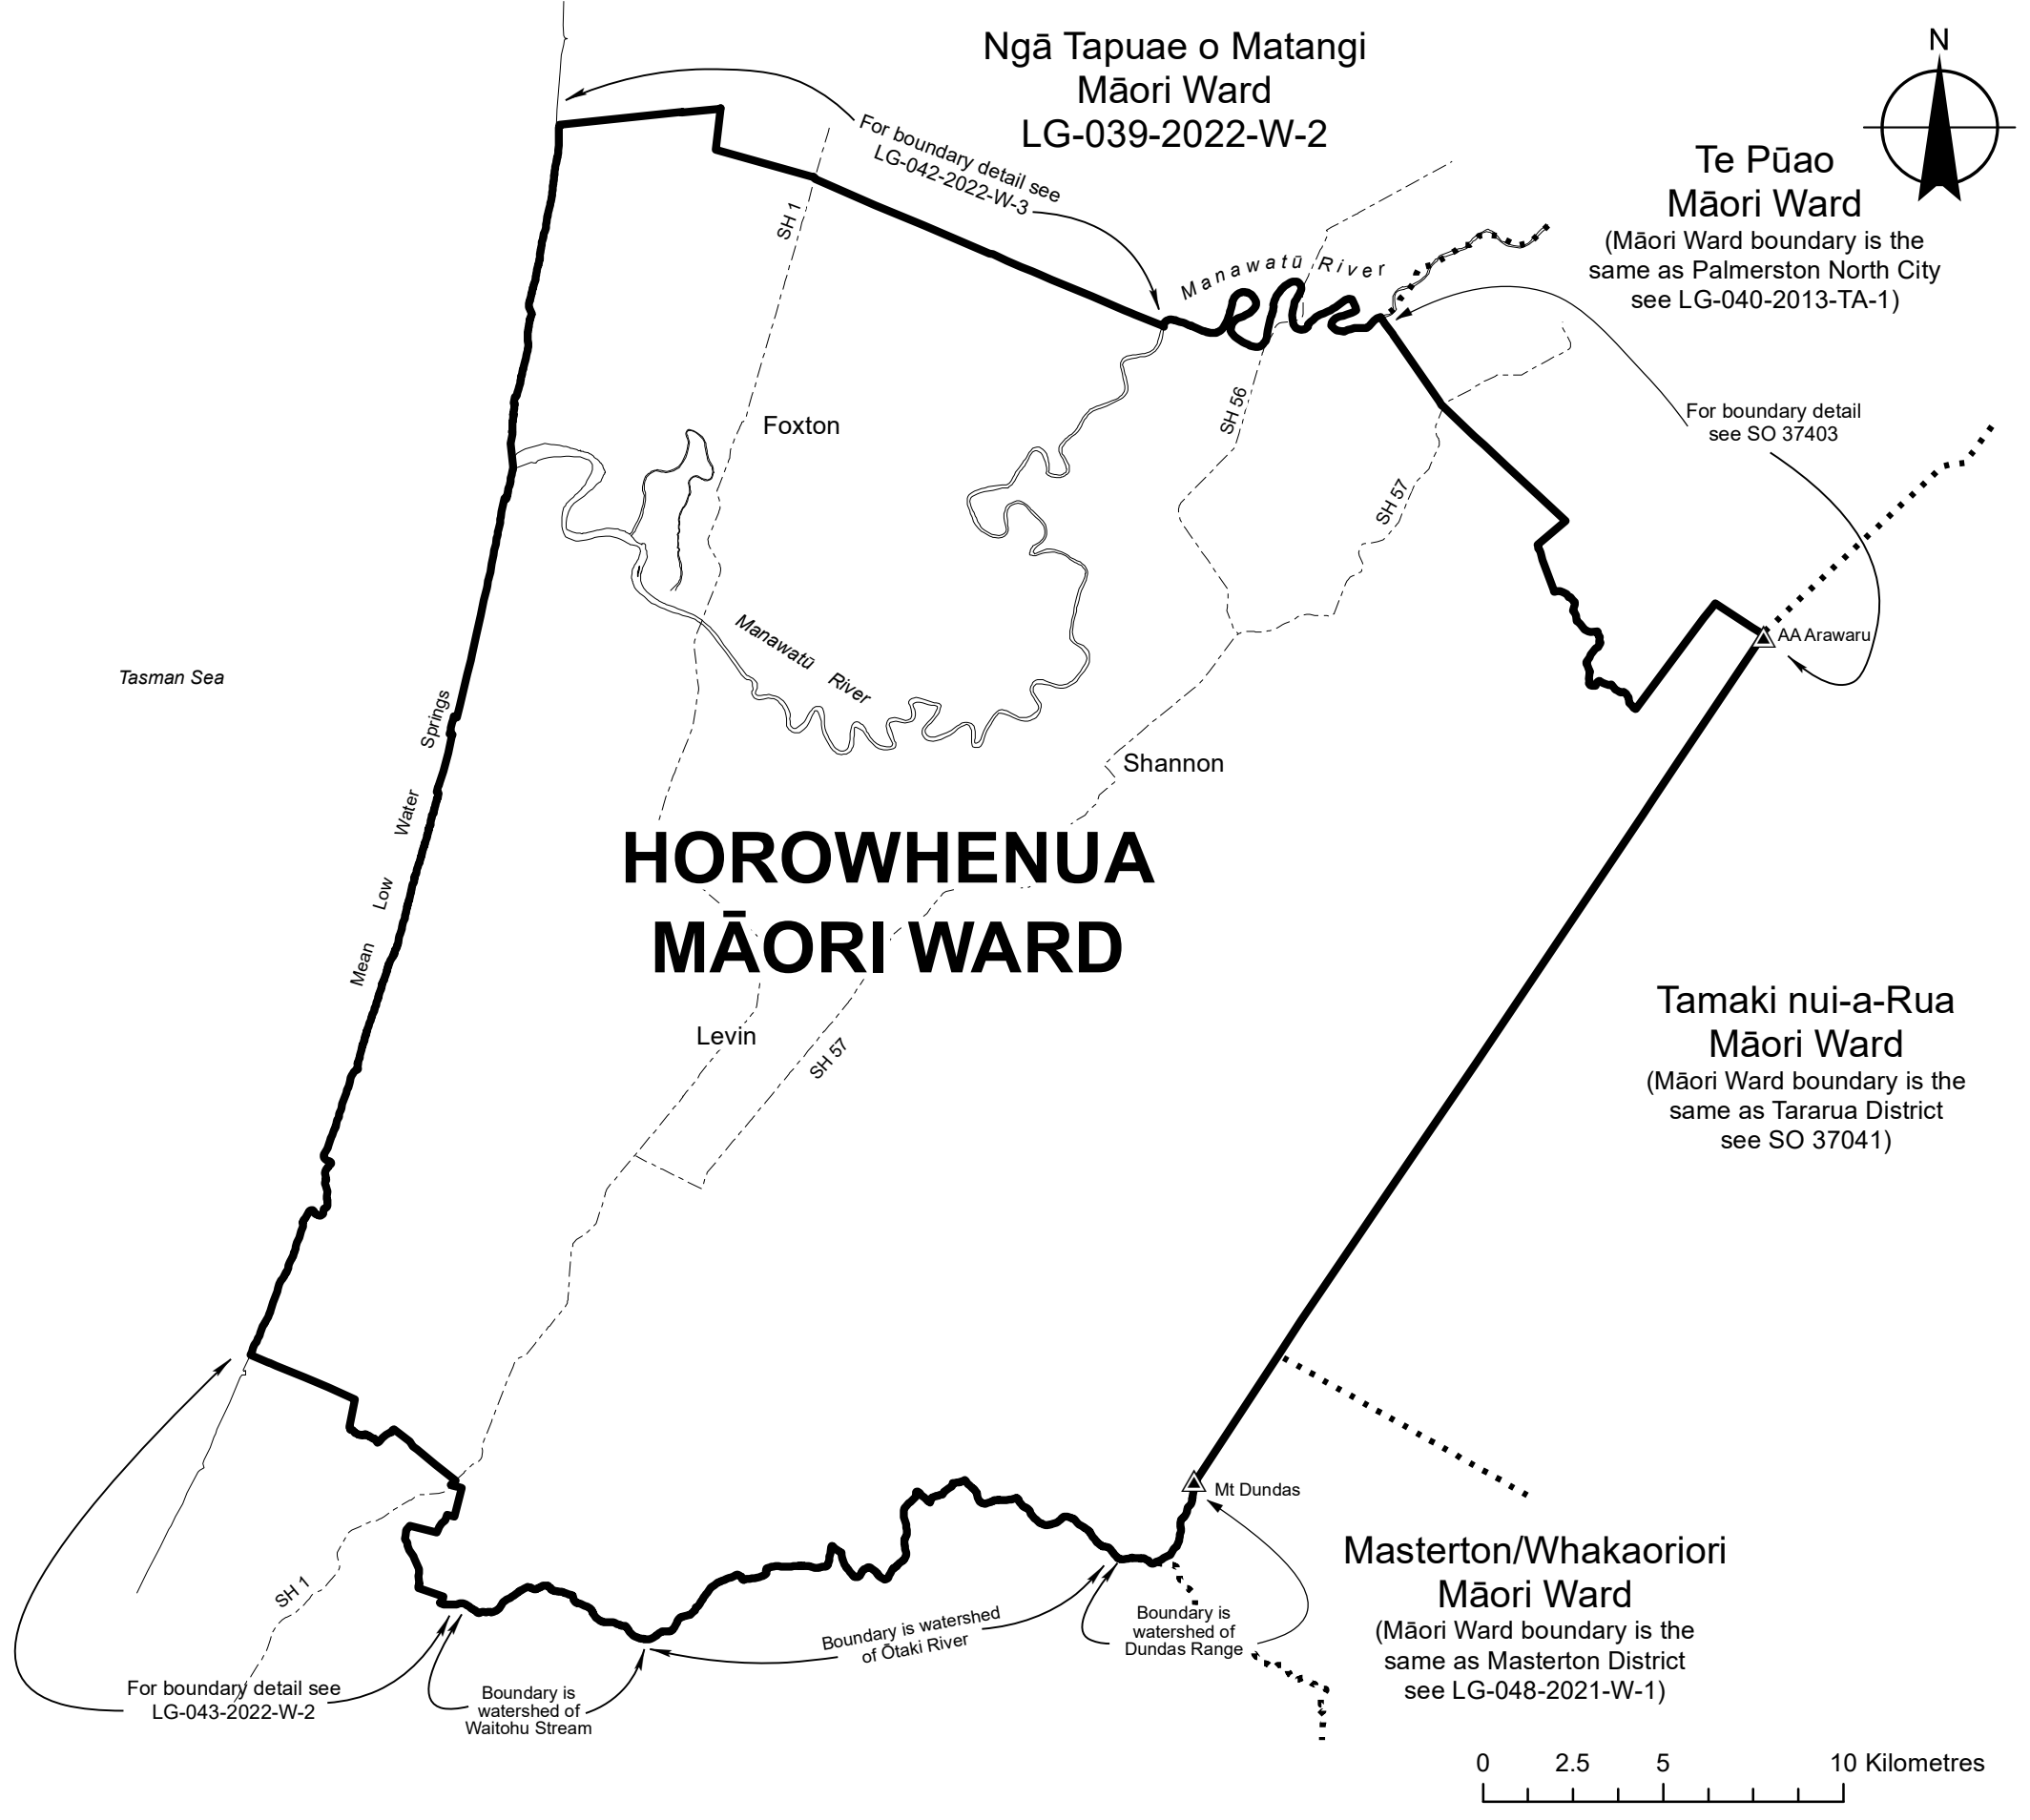 Ngā Tapuae o Matangi
Māori Ward
LG-039-2022-W-2
N
Te Pūao
Māori Ward
(Māori Ward boundary is the
same as Palmerston North City
see LG-040-2013-TA-1)
For boundary detail see
LG-042-2022-W-3
SH 1
Manawatū River
SH 56
SH 57
For boundary detail
see SO 37403
Foxton
AA Arawaru
Manawatū River
Tasman Sea
Mean Low Water Springs
Shannon
HOROWHENUA
MĀORI WARD
Levin
SH 57
Tamaki nui-a-Rua
Māori Ward
(Māori Ward boundary is the
same as Tararua District
see SO 37041)
Mt Dundas
Masterton/Whakaoriori
Māori Ward
(Māori Ward boundary is the
same as Masterton District
see LG-048-2021-W-1)
SH 1
Boundary is watershed
of Ōtaki River
Boundary is
watershed of
Dundas Range
For boundary detail see
LG-043-2022-W-2
Boundary is
watershed of
Waitohu Stream
0 2.5 5 10 Kilometres